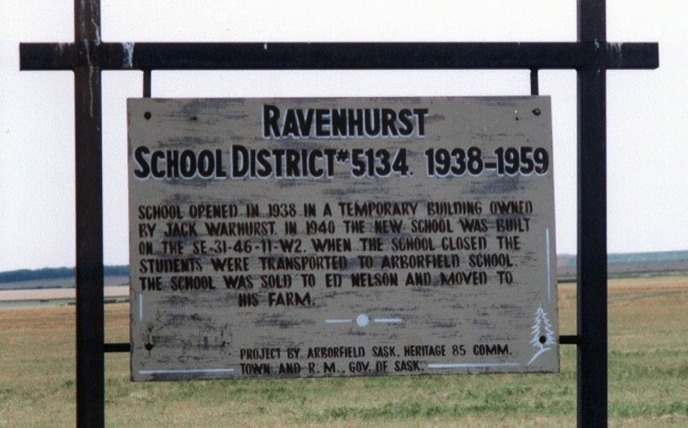 RAVENHURST
SCHOOL DISTRICT #5134. 1938-1959
SCHOOL OPENED IN 1938 IN A TEMPORARY BUILDING OWNED
BY JACK WARHURST. IN 1940 THE NEW SCHOOL WAS BUILT
ON THE SE-31-46-11-W2. WHEN THE SCHOOL CLOSED THE
STUDENTS WERE TRANSPORTED TO ARBORFIELD SCHOOL.
THE SCHOOL WAS SOLD TO ED NELSON AND MOVED TO
HIS FARM.
PROJECT BY ARBORFIELD SASK. HERITAGE 85 COMM.
TOWN AND R.M., GOV. OF SASK.